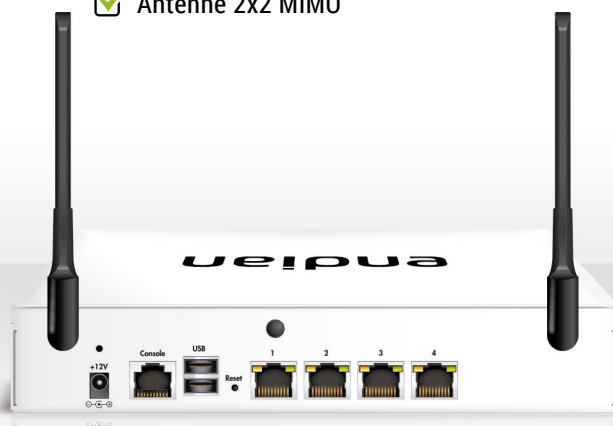 Antenne 2x2 MIMO
endian
Console
USB
1
2
3
4
+12V
Reset